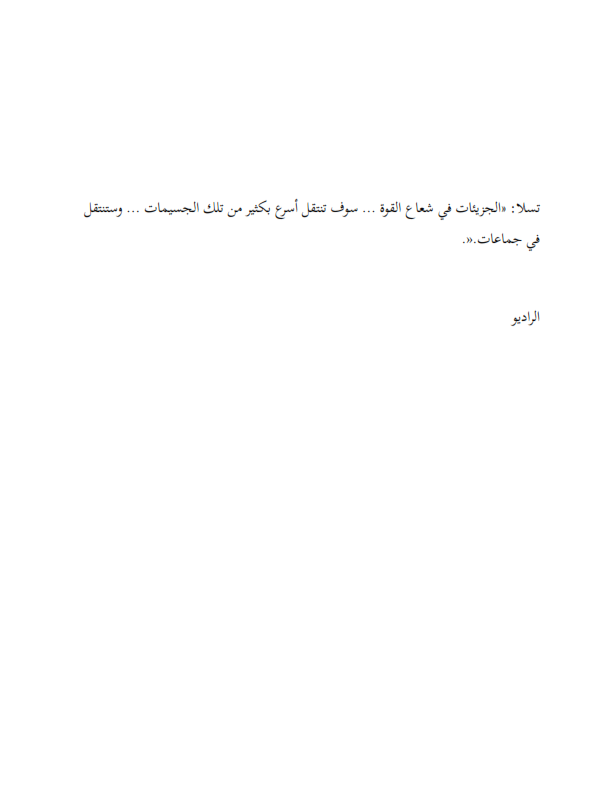 تسلا: «الجزيئات في شعاع القوة ... سوف تنتقل أسرع بكثير من تلك الجسيمات ... وستنتقل
في جماعات.».
الراديو